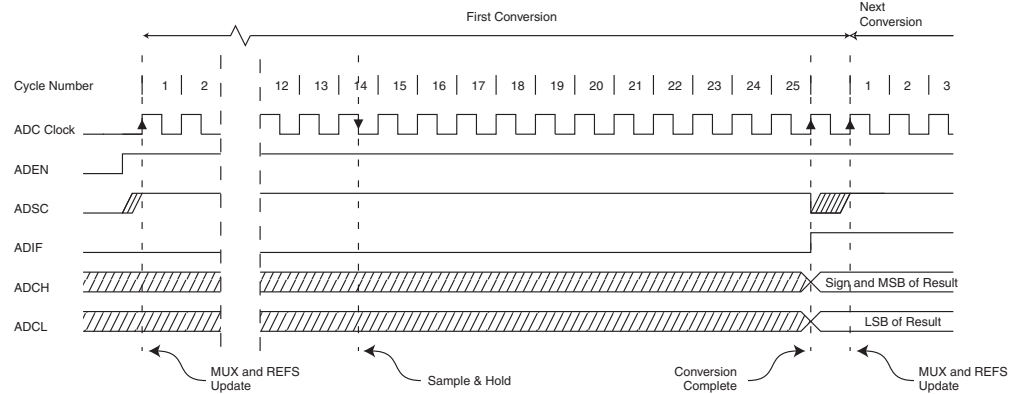 First Conversion
Next
Conversion
Cycle Number 1 2 12 13 14 15 16 17 18 19 20 21 22 23 24 25 1 2 3
ADC Clock
ADEN
ADSC
ADIF
ADCH Sign and MSB of Result
ADCL LSB of Result
MUX and REFS
Update
Sample & Hold
Conversion
Complete
MUX and REFS
Update